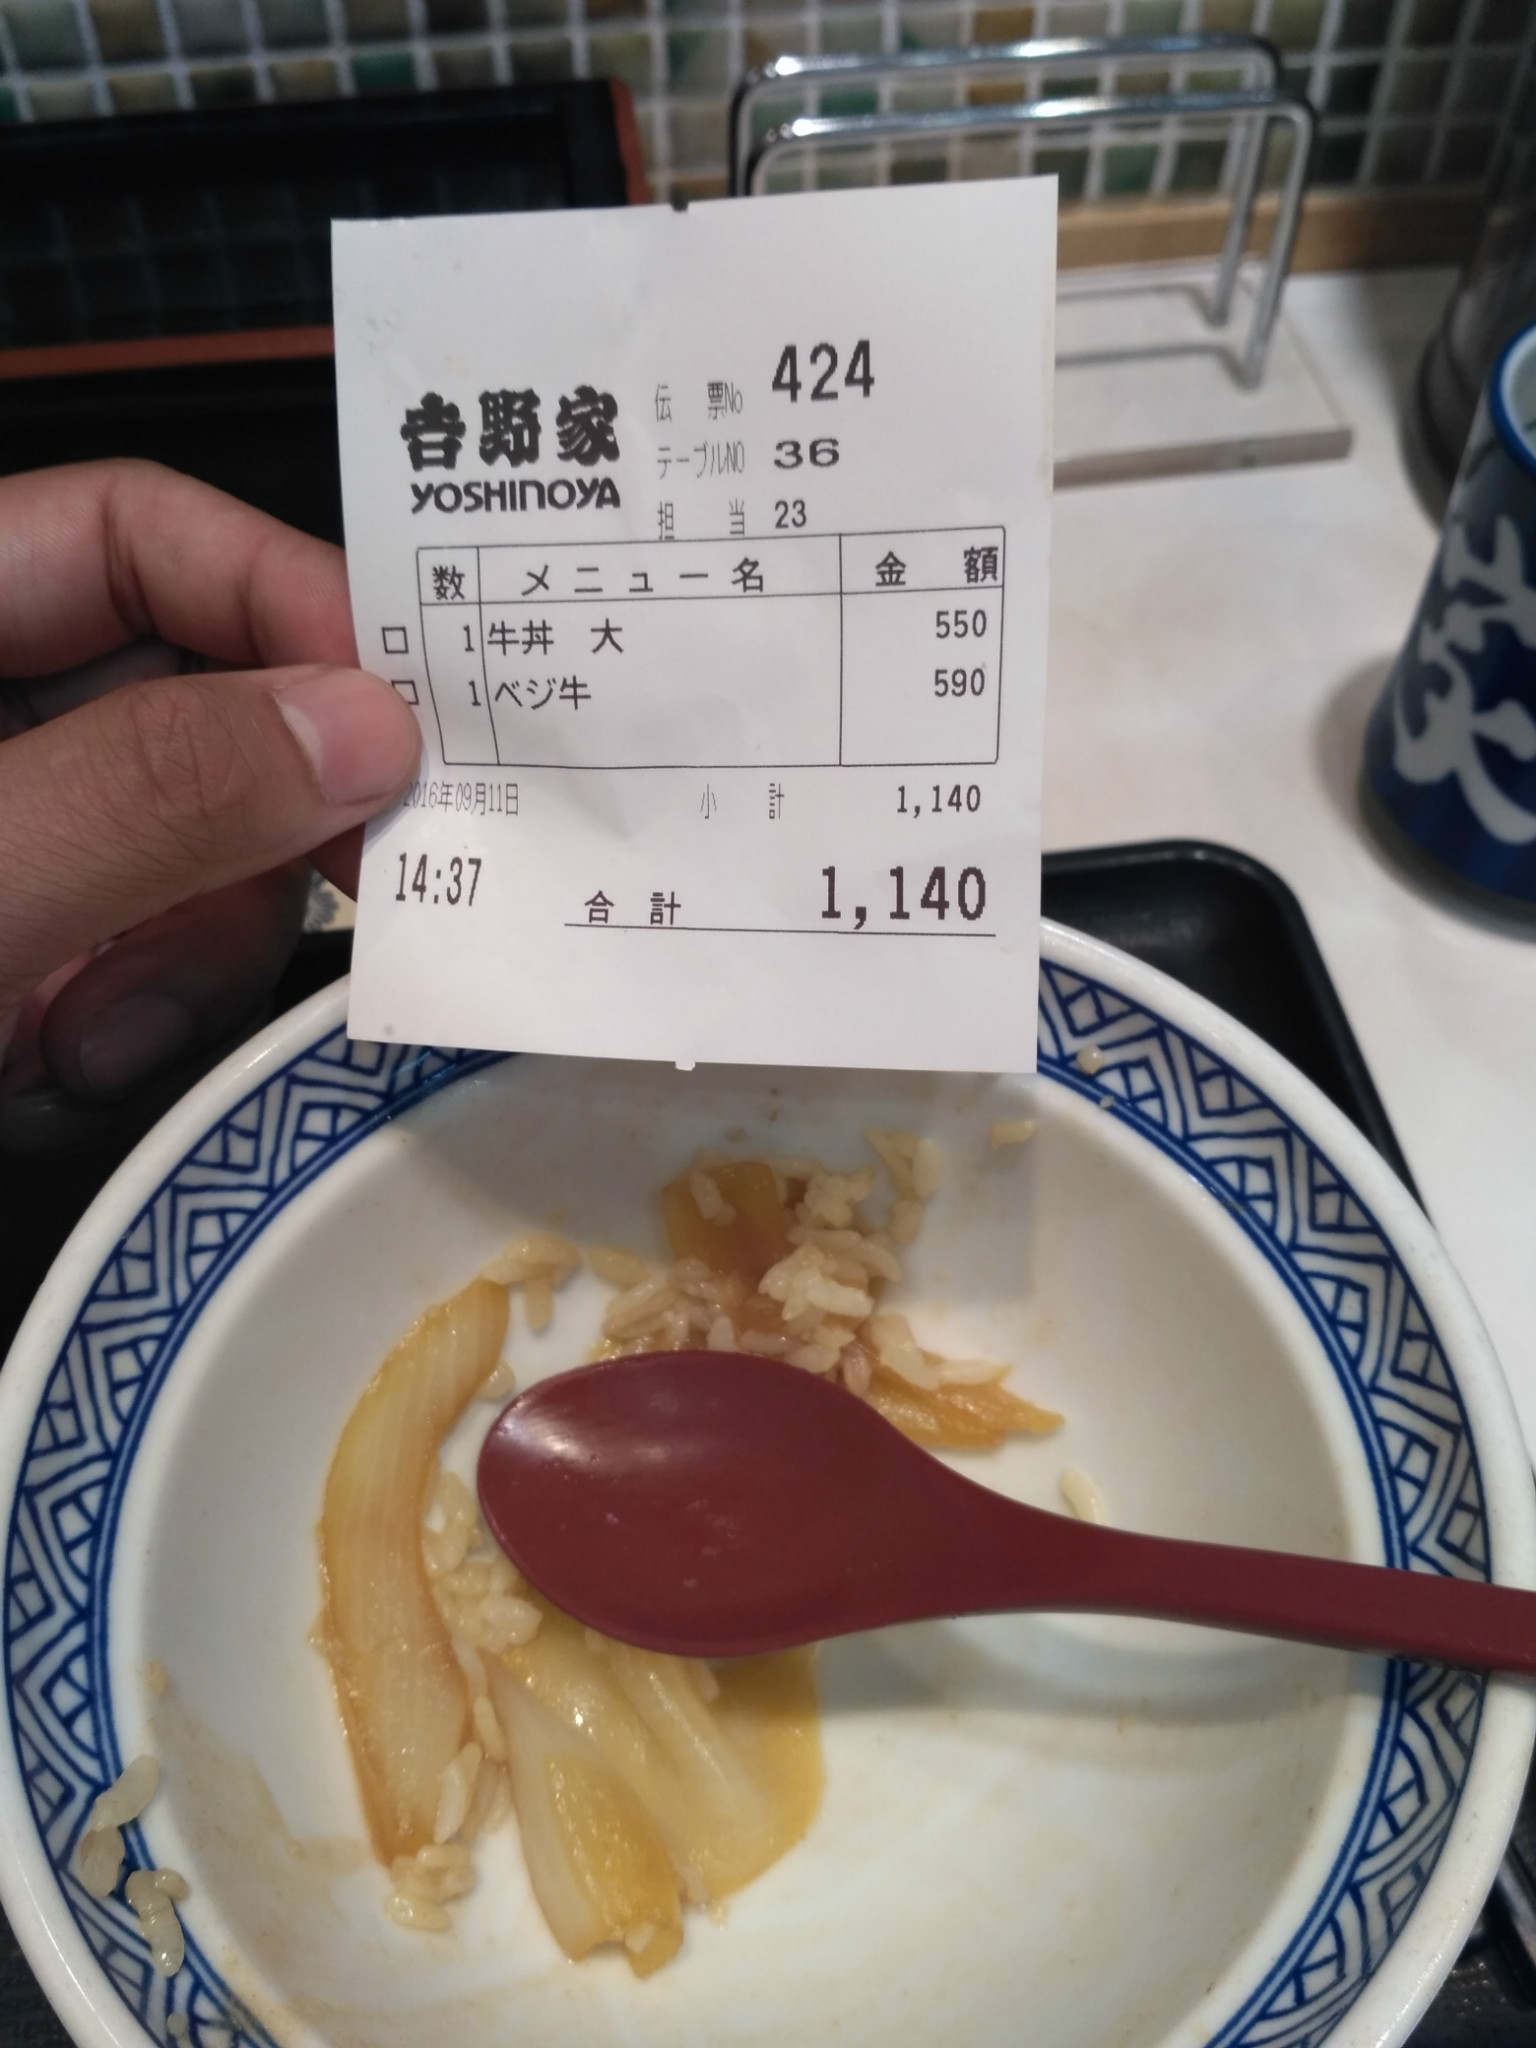 吉野家
YOSHINOYA
伝票No 424
テーブルNO 36
担当 23
数 メニュー名 金額
□ 1 牛丼 大 550
□ 1 ベジ牛 590
2016年09月11日 小計 1,140
14:37 合計 1,140